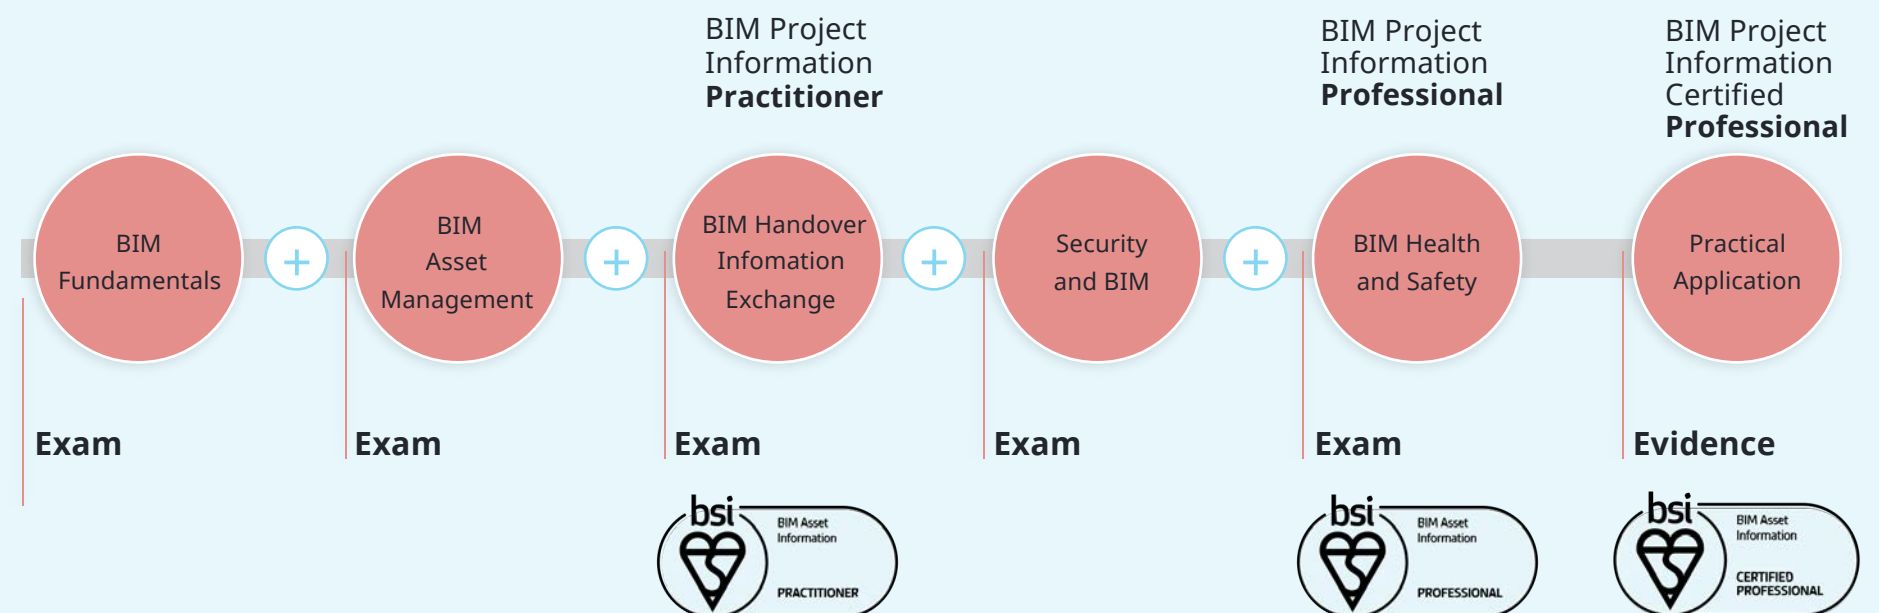 BIM Project
Information
Practitioner
BIM Project
Information
Professional
BIM Project
Information
Certified
Professional
BIM
Fundamentals
+
BIM
Asset
Management
+
BIM Handover
Infomation
Exchange
+
Security
and BIM
+
BIM Health
and Safety
Practical
Application
Exam
Exam
Exam
Exam
Exam
Evidence
bsi
BIM Asset
Information
PRACTITIONER
bsi
BIM Asset
Information
PROFESSIONAL
bsi
BIM Asset
Information
CERTIFIED
PROFESSIONAL